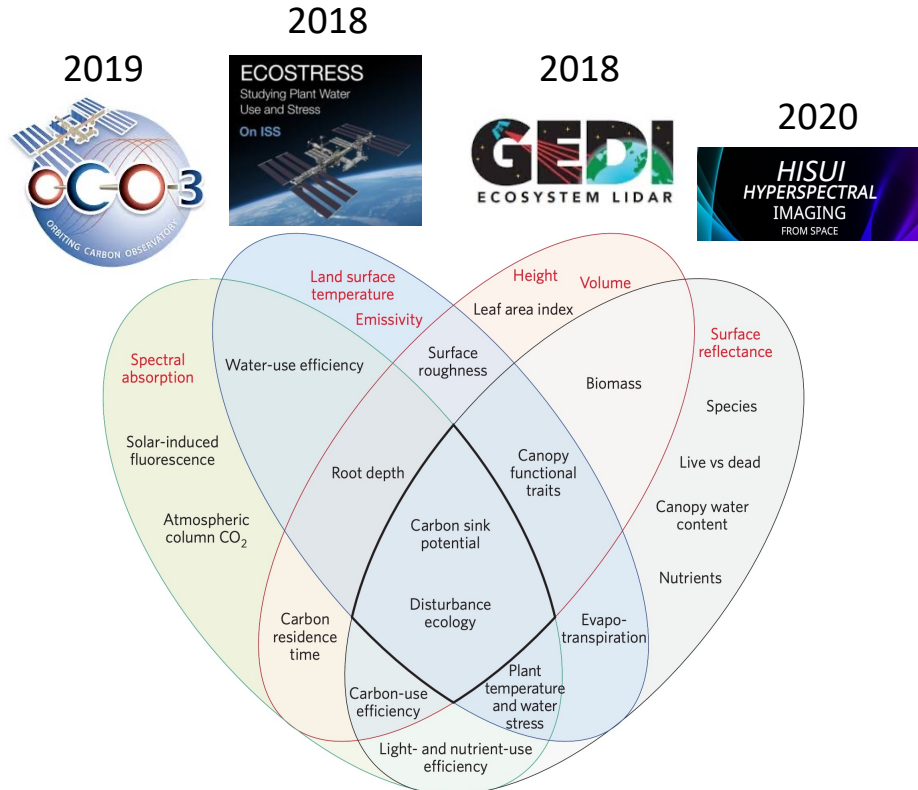 2019
2018
2018
2020
OCO-3
ORBITING CARBON OBSERVATORY
ECOSTRESS
Studying Plant Water
Use and Stress
On ISS
GEDI
ECOSYSTEM LIDAR
HISUI
HYPERSPECTRAL
IMAGING
FROM SPACE
Land surface
temperature
Emissivity
Height
Volume
Leaf area index
Surface
reflectance
Spectral
absorption
Water-use efficiency
Surface
roughness
Biomass
Species
Solar-induced
fluorescence
Root depth
Canopy
functional
traits
Live vs dead
Canopy water
content
Atmospheric
column CO₂
Carbon sink
potential
Nutrients
Disturbance
ecology
Carbon
residence
time
Evapo-
transpiration
Plant
temperature
and water
stress
Carbon-use
efficiency
Light- and nutrient-use
efficiency